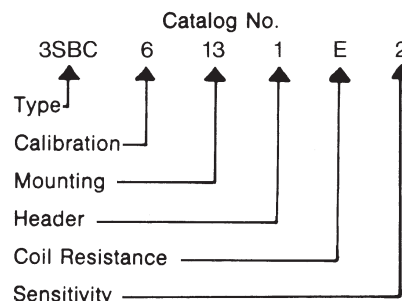 Catalog No.
3SBC 6 13 1 E 2
Type
Calibration
Mounting
Header
Coil Resistance
Sensitivity